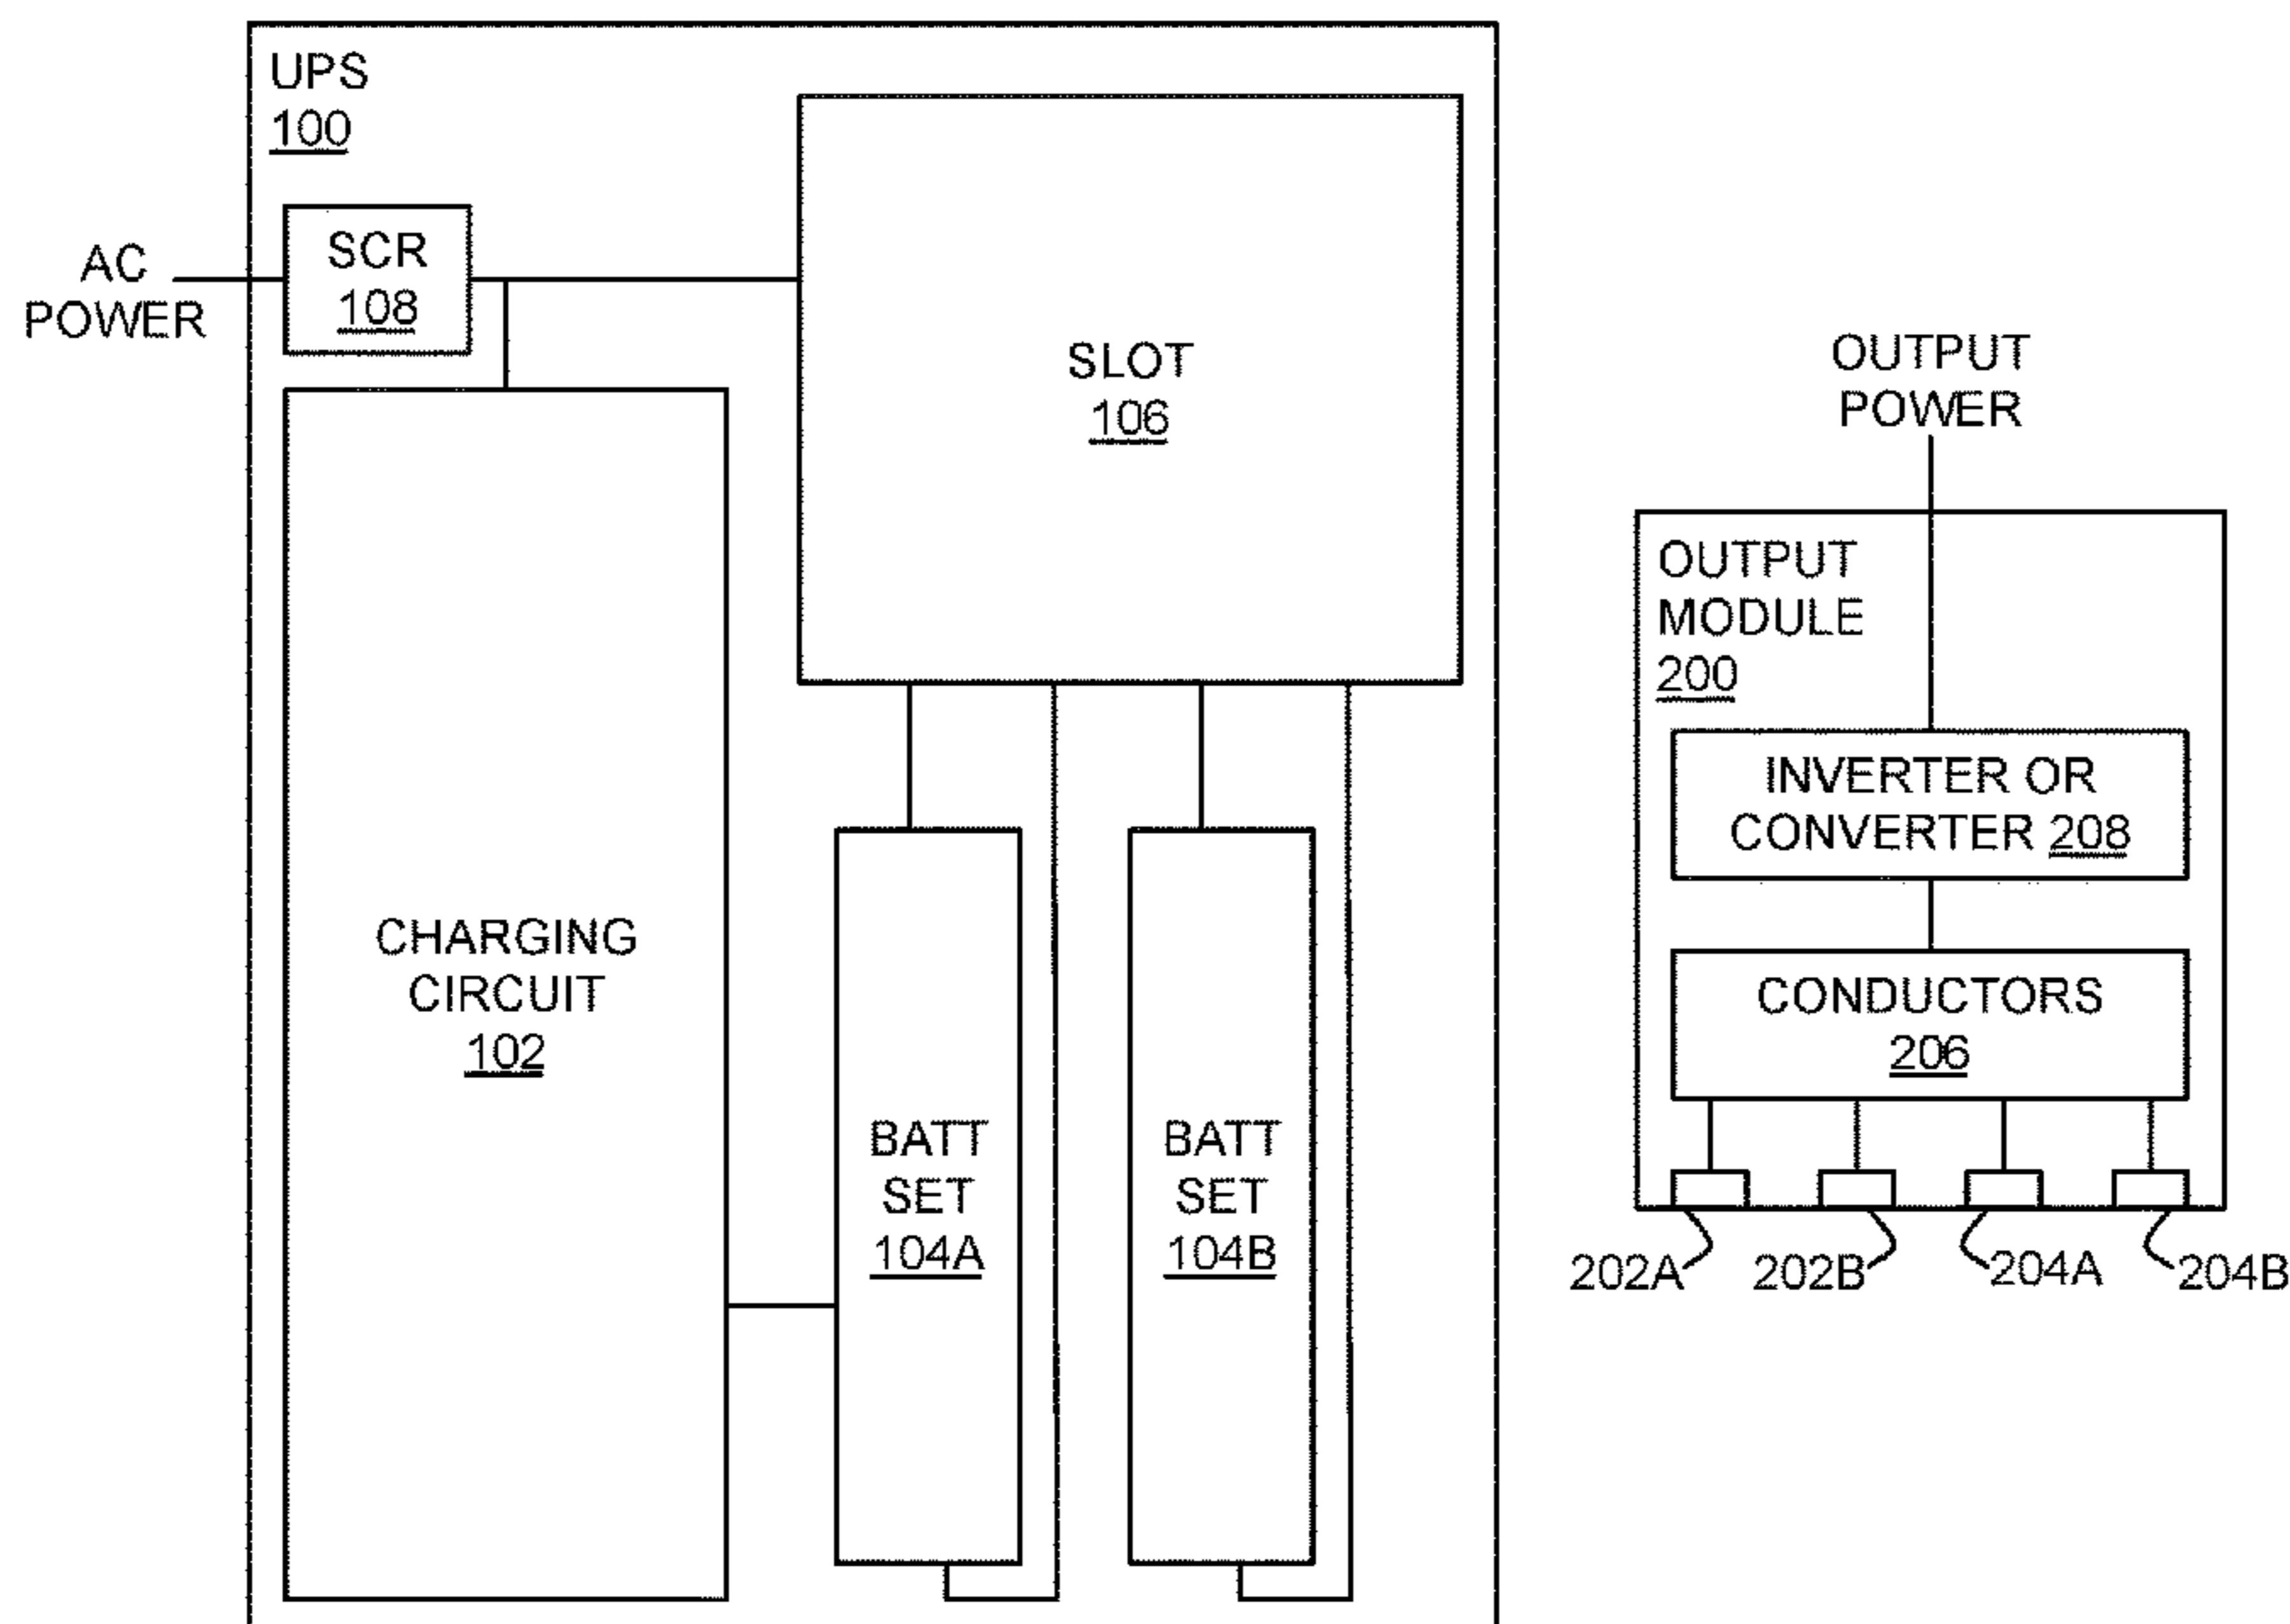 UPS
100
SCR
108
AC
POWER
SLOT
106
CHARGING
CIRCUIT
102
BATT
SET
104A
BATT
SET
104B
OUTPUT
POWER
OUTPUT
MODULE
200
INVERTER OR
CONVERTER 208
CONDUCTORS
206
202A
202B
204A
204B